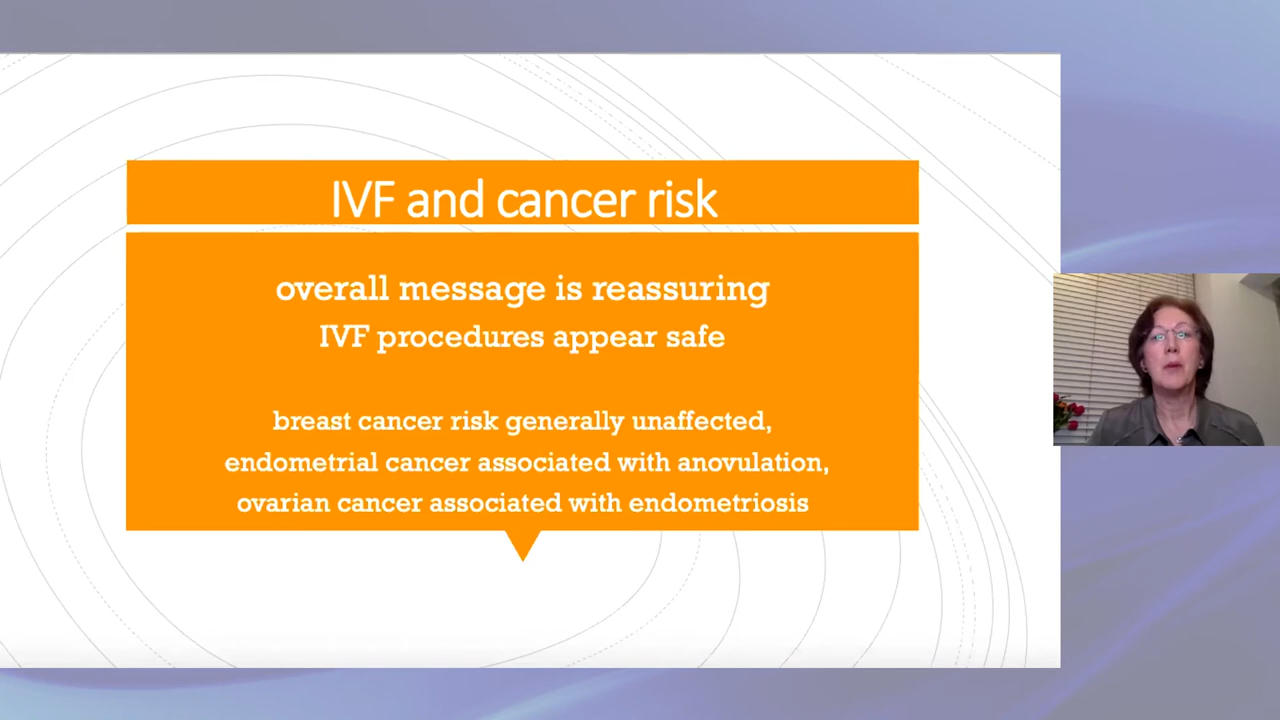 IVF and cancer risk
overall message is reassuring
IVF procedures appear safe
breast cancer risk generally unaffected,
endometrial cancer associated with anovulation,
ovarian cancer associated with endometriosis